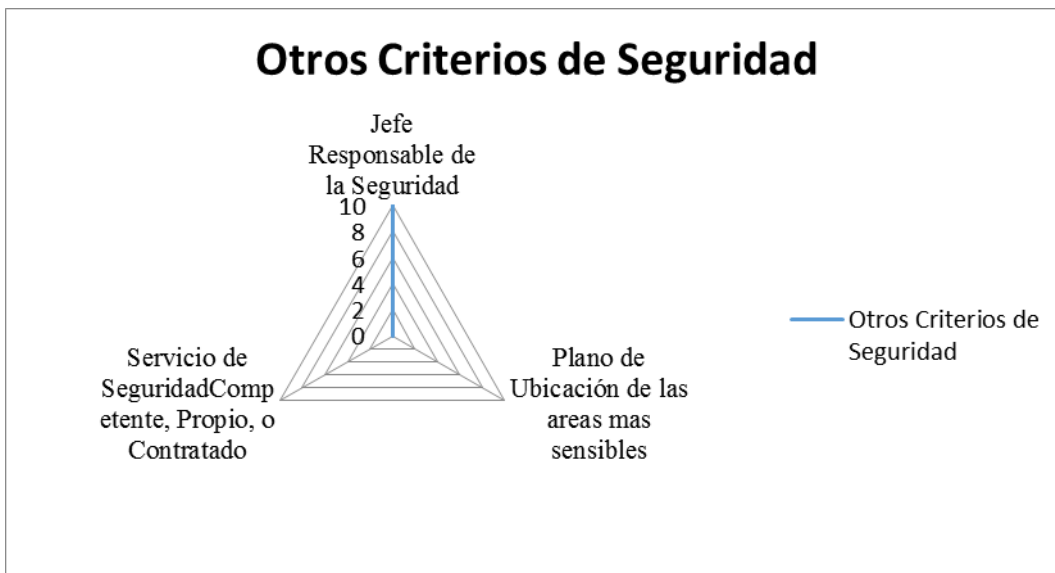 Otros Criterios de Seguridad
Jefe
Responsable de
la Seguridad
10
8
6
4
2
0
Servicio de
SeguridadComp
etente, Propio, o
Contratado
Plano de
Ubicación de las
areas mas
sensibles
Otros Criterios de
Seguridad